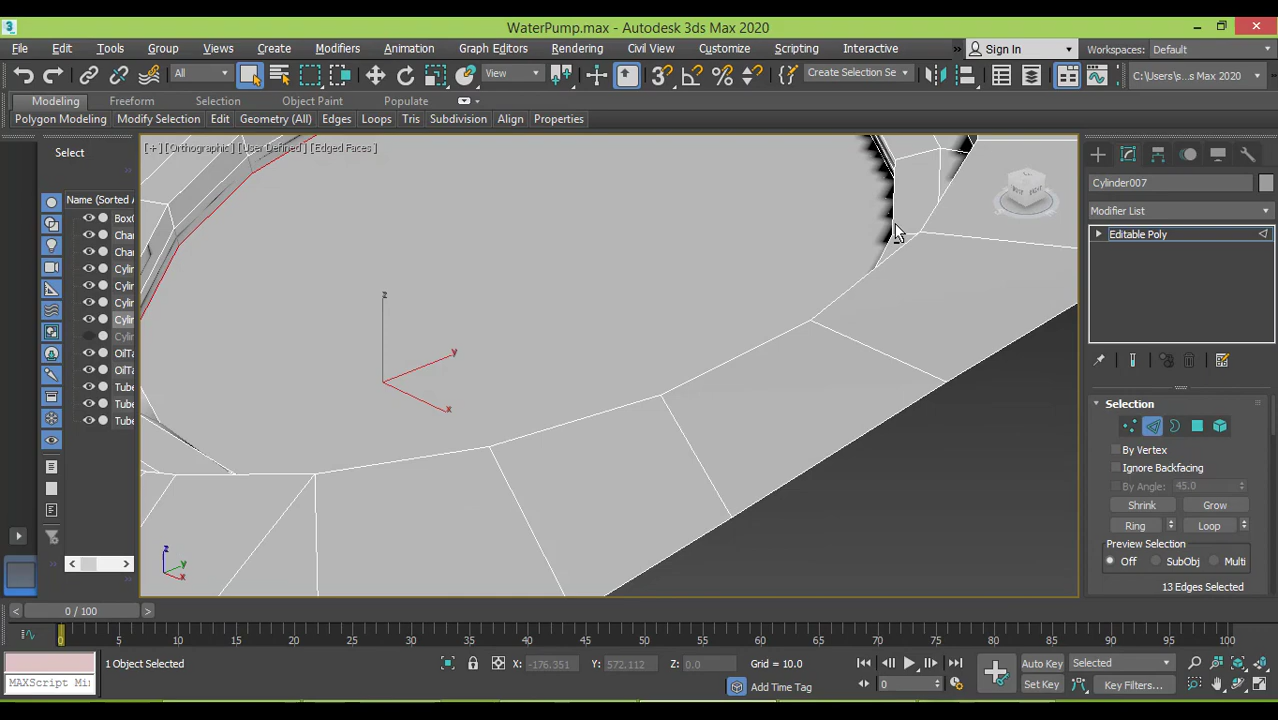 WaterPump.max - Autodesk 3ds Max 2020
File Edit Tools Group Views Create Modifiers Animation Graph Editors Rendering Civil View Customize Scripting Interactive » Sign In Workspaces: Default
All View Create Selection Se C:\Users\s...s Max 2020
Modeling Freeform Selection Object Paint Populate
Polygon Modeling Modify Selection Edit Geometry (All) Edges Loops Tris Subdivision Align Properties
Select
[+] [Orthographic] [User Defined] [Edged Faces]
Name (Sorted A
Box0
Cha
Cha
Cylin
Cylin
Cylin
Cylin
Cylin
OilTa
OilTa
Tube
Tube
Tube
z
y
x
z
y
x
Cylinder007
Modifier List
Editable Poly
Selection
By Vertex
Ignore Backfacing
By Angle: 45.0
Shrink Grow
Ring Loop
Preview Selection
Off SubObj Multi
13 Edges Selected
< 0 / 100 >
0 5 10 15 20 25 30 35 40 45 50 55 60 65 70 75 80 85 90 95 100
1 Object Selected X: -176.351 Y: 572.112 Z: 0.0 Grid = 10.0 Auto Key Selected
MAXScript Mi Add Time Tag 0 Set Key Key Filters...